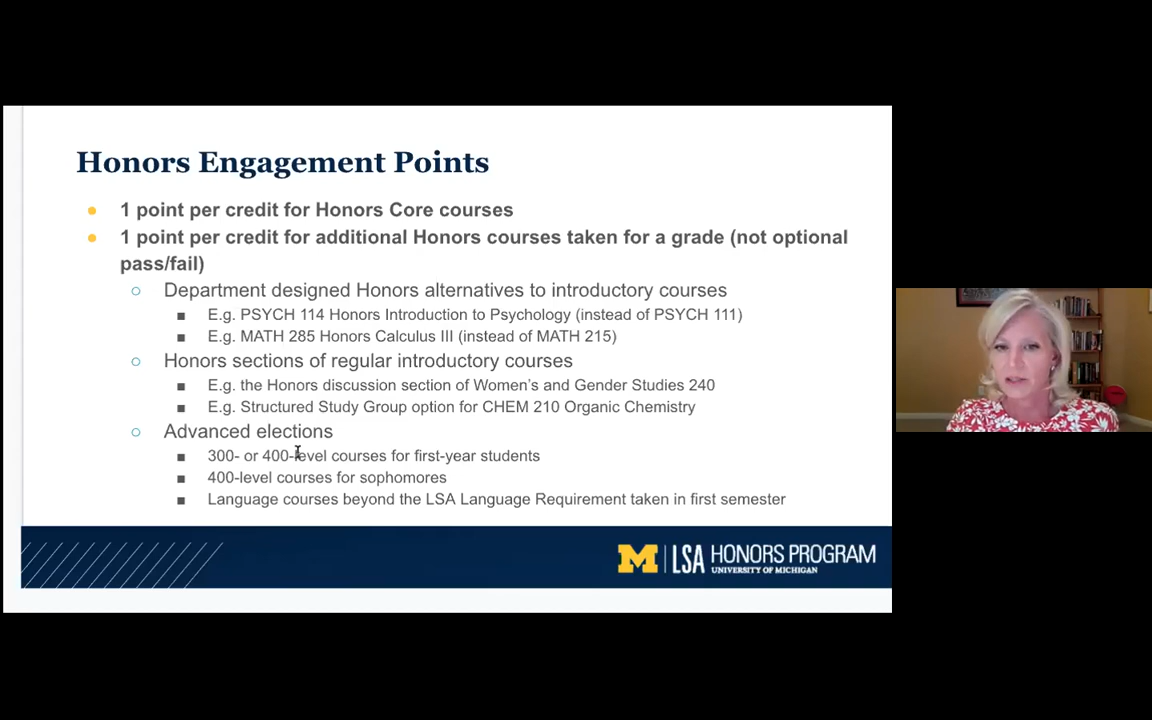 Honors Engagement Points
● 1 point per credit for Honors Core courses
● 1 point per credit for additional Honors courses taken for a grade (not optional
pass/fail)
○ Department designed Honors alternatives to introductory courses
■ E.g. PSYCH 114 Honors Introduction to Psychology (instead of PSYCH 111)
■ E.g. MATH 285 Honors Calculus III (instead of MATH 215)
○ Honors sections of regular introductory courses
■ E.g. the Honors discussion section of Women's and Gender Studies 240
■ E.g. Structured Study Group option for CHEM 210 Organic Chemistry
○ Advanced elections
■ 300- or 400-level courses for first-year students
■ 400-level courses for sophomores
■ Language courses beyond the LSA Language Requirement taken in first semester
M | LSA HONORS PROGRAM
UNIVERSITY OF MICHIGAN